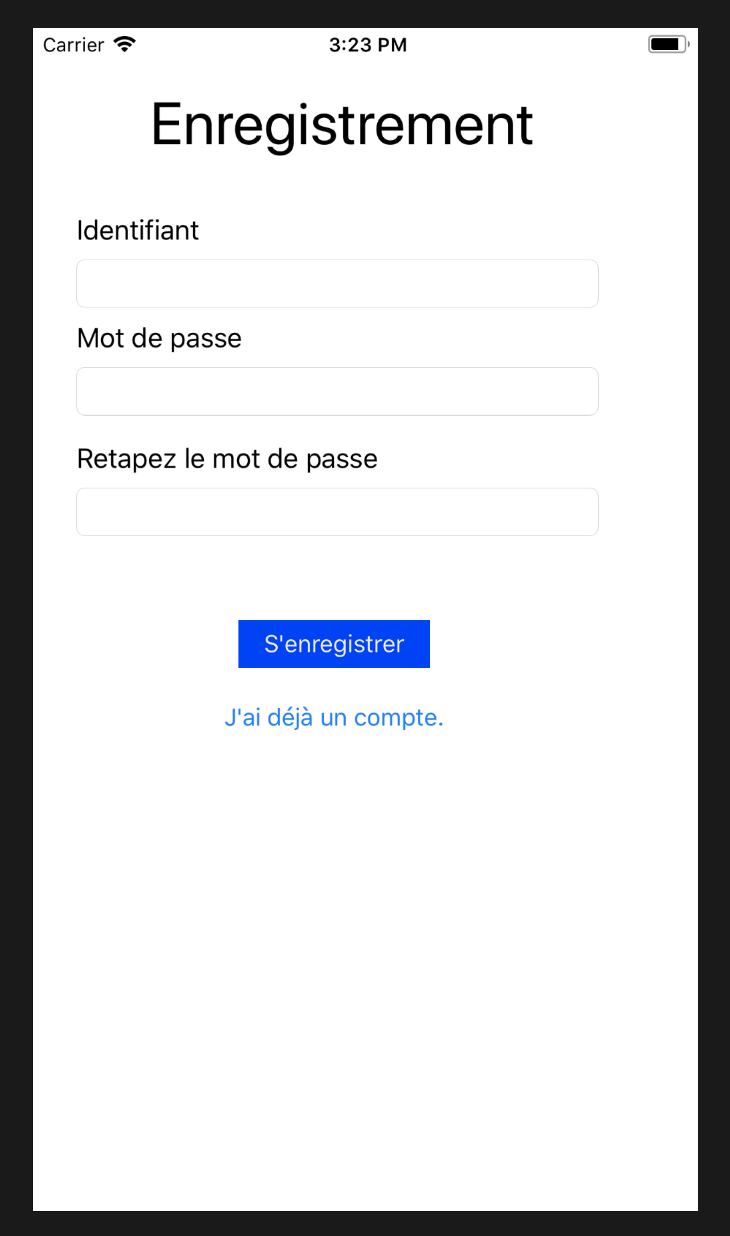 Carrier 3:23 PM
Enregistrement
Identifiant
Mot de passe
Retapez le mot de passe
S'enregistrer
J'ai déjà un compte.